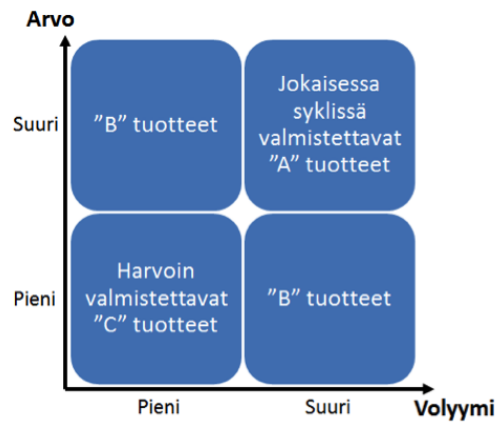 Arvo
Suuri
”B” tuotteet
Jokaisessa
syklissä
valmistettavat
”A” tuotteet
Pieni
Harvoin
valmistettavat
”C” tuotteet
”B” tuotteet
Pieni
Suuri
Volyymi